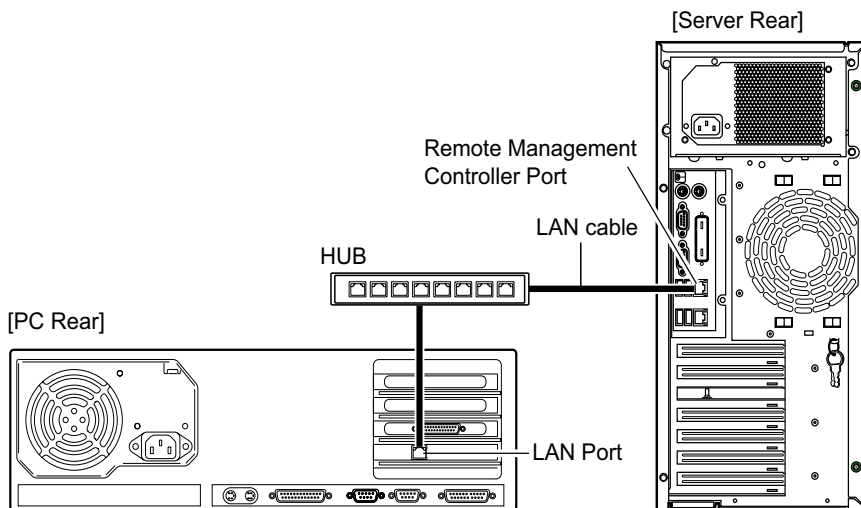 [Server Rear]
Remote Management
Controller Port
LAN cable
HUB
[PC Rear]
LAN Port